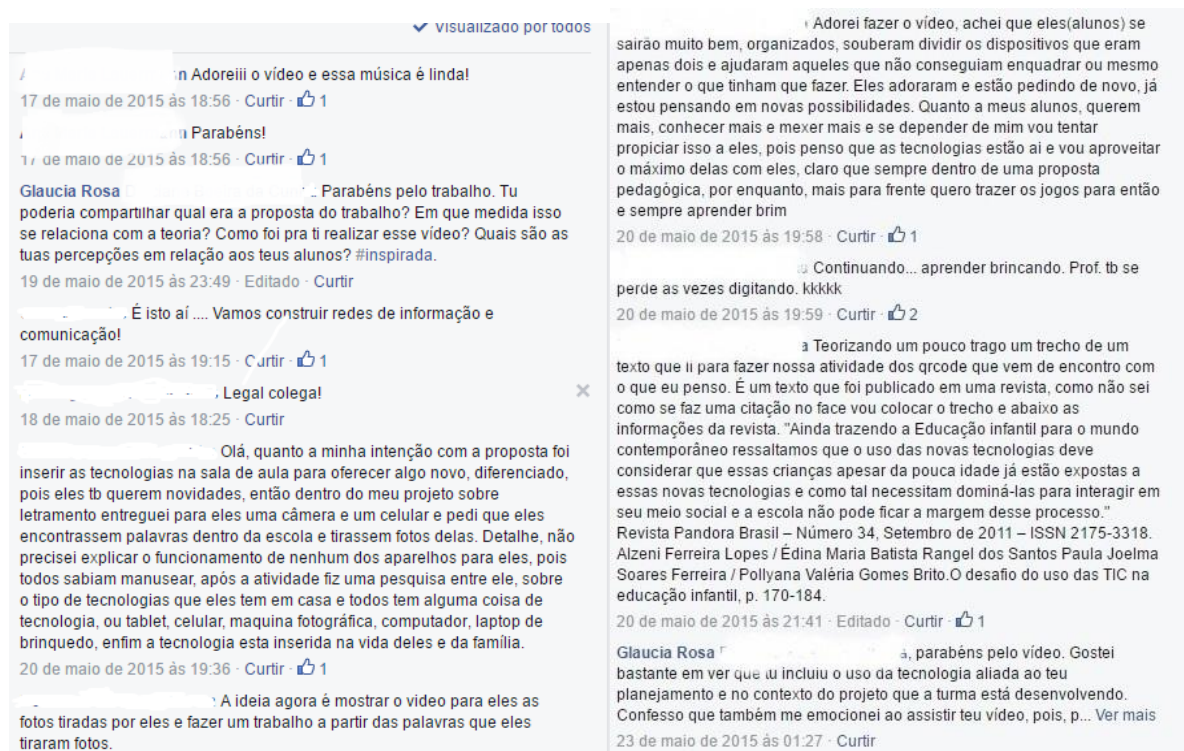 Visualizado por todos
Adoreiii o vídeo e essa música é linda!
17 de maio de 2015 às 18:56 · Curtir · 1
Parabéns!
17 de maio de 2015 às 18:56 · Curtir · 1
Glaucia Rosa Parabéns pelo trabalho. Tu
poderia compartilhar qual era a proposta do trabalho? Em que medida isso
se relaciona com a teoria? Como foi pra ti realizar esse vídeo? Quais são as
tuas percepções em relação aos teus alunos? #inspirada.
19 de maio de 2015 às 23:49 · Editado · Curtir
É isto aí .... Vamos construir redes de informação e
comunicação!
17 de maio de 2015 às 19:15 · Curtir · 1
Legal colega!
18 de maio de 2015 às 18:25 · Curtir
Olá, quanto a minha intenção com a proposta foi
inserir as tecnologias na sala de aula para oferecer algo novo, diferenciado,
pois eles tb querem novidades, então dentro do meu projeto sobre
letramento entreguei para eles uma câmera e um celular e pedi que eles
encontrassem palavras dentro da escola e tirassem fotos delas. Detalhe, não
precisei explicar o funcionamento de nenhum dos aparelhos para eles, pois
todos sabiam manusear, após a atividade fiz uma pesquisa entre ele, sobre
o tipo de tecnologias que eles tem em casa e todos tem alguma coisa de
tecnologia, ou tablet, celular, maquina fotográfica, computador, laptop de
brinquedo, enfim a tecnologia esta inserida na vida deles e da família.
20 de maio de 2015 às 19:36 · Curtir · 1
A ideia agora é mostrar o video para eles as
fotos tiradas por eles e fazer um trabalho a partir das palavras que eles
tiraram fotos.
Adorei fazer o vídeo, achei que eles(alunos) se
sairão muito bem, organizados, souberam dividir os dispositivos que eram
apenas dois e ajudaram aqueles que não conseguiam enquadrar ou mesmo
entender o que tinham que fazer. Eles adoraram e estão pedindo de novo, já
estou pensando em novas possibilidades. Quanto a meus alunos, querem
mais, conhecer mais e mexer mais e se depender de mim vou tentar
propiciar isso a eles, pois penso que as tecnologias estão ai e vou aproveitar
o máximo delas com eles, claro que sempre dentro de uma proposta
pedagógica, por enquanto, mais para frente quero trazer os jogos para então
e sempre aprender brim
20 de maio de 2015 às 19:58 · Curtir · 1
Continuando... aprender brincando. Prof. tb se
perde as vezes digitando. kkkkk
20 de maio de 2015 às 19:59 · Curtir · 2
Teorizando um pouco trago um trecho de um
texto que li para fazer nossa atividade dos qrcode que vem de encontro com
o que eu penso. É um texto que foi publicado em uma revista, como não sei
como se faz uma citação no face vou colocar o trecho e abaixo as
informações da revista. "Ainda trazendo a Educação infantil para o mundo
contemporâneo ressaltamos que o uso das novas tecnologias deve
considerar que essas crianças apesar da pouca idade já estão expostas a
essas novas tecnologias e como tal necessitam dominá-las para interagir em
seu meio social e a escola não pode ficar a margem desse processo."
Revista Pandora Brasil – Número 34, Setembro de 2011 – ISSN 2175-3318.
Alzeni Ferreira Lopes / Édina Maria Batista Rangel dos Santos Paula Joelma
Soares Ferreira / Pollyana Valéria Gomes Brito.O desafio do uso das TIC na
educação infantil, p. 170-184.
20 de maio de 2015 às 21:41 · Editado · Curtir · 1
Glaucia Rosa , parabéns pelo vídeo. Gostei
bastante em ver que tu incluiu o uso da tecnologia aliada ao teu
planejamento e no contexto do projeto que a turma está desenvolvendo.
Confesso que também me emocionei ao assistir teu vídeo, pois, p... Ver mais
23 de maio de 2015 às 01:27 · Curtir